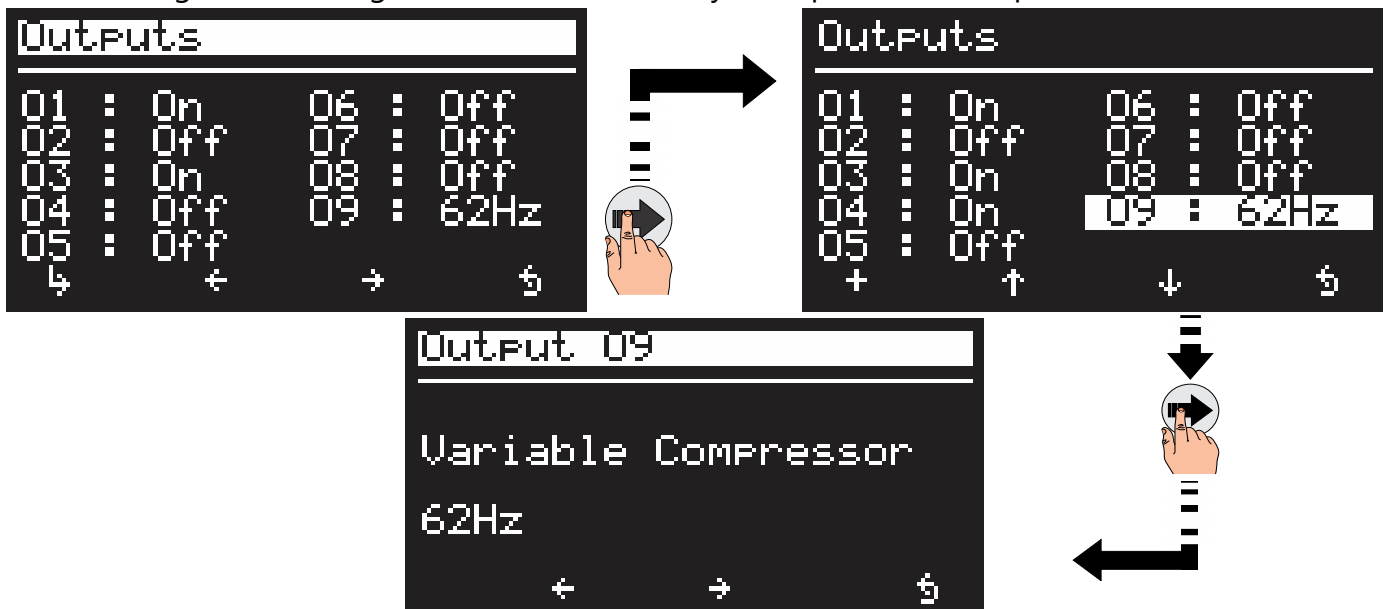 Outputs
01 : On 06 : Off
02 : Off 07 : Off
03 : On 08 : Off
04 : Off 09 : 62Hz
05 : Off
↳ ← → ⮌
Outputs
01 : On 06 : Off
02 : Off 07 : Off
03 : On 08 : Off
04 : On 09 : 62Hz
05 : Off
+ ↑ ↓ ⮌
Output 09
Variable Compressor
62Hz
← → ⮌